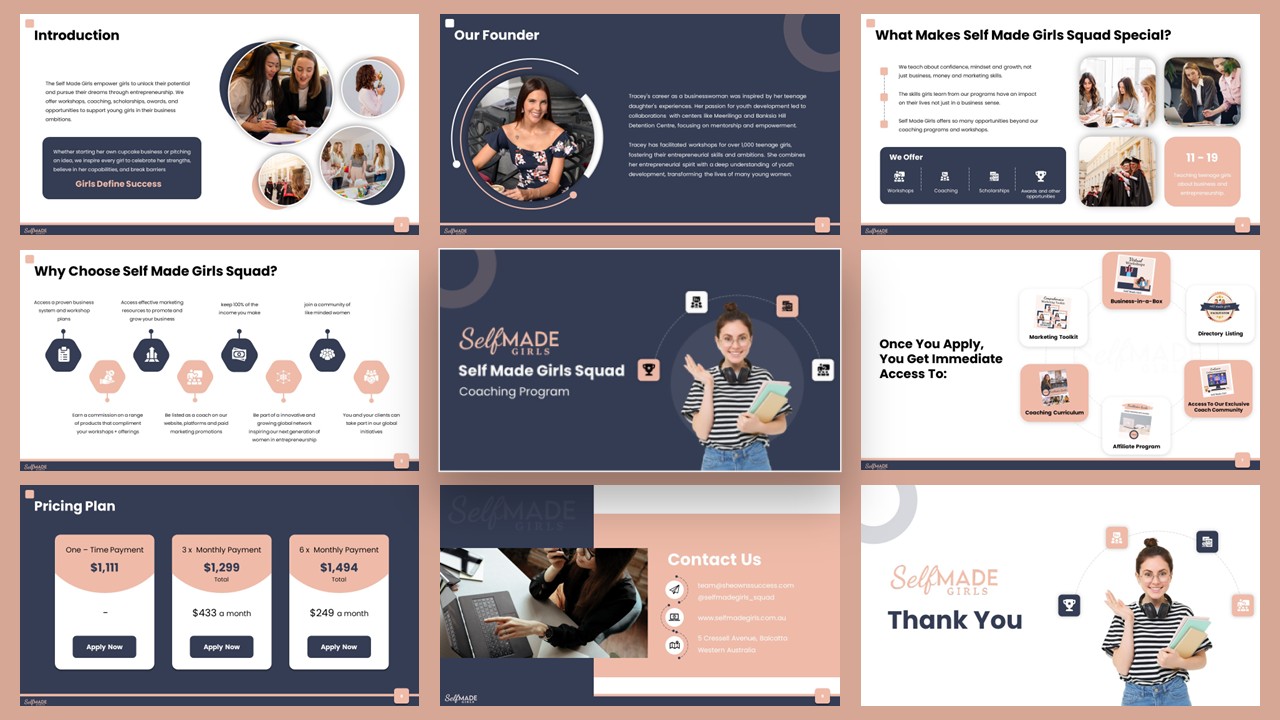 Introduction
The Self Made Girls empower girls to unlock their potential
and pursue their dreams through entrepreneurship. We
offer workshops, coaching, scholarships, awards, and
opportunities to support young girls in their business
ambitions.
Whether starting her own cupcake business or pitching
an idea, we inspire every girl to celebrate her strengths,
believe in her capabilities, and break barriers
Girls Define Success
SelfMADE
Our Founder
Tracey's career as a businesswoman was inspired by her teenage
daughter's experiences. Her passion for youth development led to
collaborations with centers like Meerilinga and Banksia Hill
Detention Centre, focusing on mentorship and empowerment.
Tracey has facilitated workshops for over 1,000 teenage girls,
fostering their entrepreneurial skills and ambitions. She combines
her entrepreneurial spirit with a deep understanding of youth
development, transforming the lives of many young women.
SelfMADE
What Makes Self Made Girls Squad Special?
We teach about confidence, mindset and growth, not
just business, money and marketing skills.
The skills girls learn from our programs have an impact
on their lives not just in a business sense.
Self Made Girls offers so many opportunities beyond our
coaching programs and workshops.
We Offer
Workshops
Coaching
Scholarships
Awards and other
opportunities
11 - 19
Teaching teenage girls
about business and
entrepreneurship
SelfMADE
Why Choose Self Made Girls Squad?
Access a proven business
system and workshop
plans
Access effective marketing
resources to promote and
grow your business
keep 100% of the
income you make
join a community of
like minded women
Earn a commission on a range
of products that compliment
your workshops + offerings
Be listed as a coach on our
website, platforms and paid
marketing promotions
Be part of a innovative and
growing global network
inspiring our next generation of
women in entrepreneurship
You and your clients can
take part in our global
initiatives
SelfMADE
SelfMADE
GIRLS
Self Made Girls Squad
Coaching Program
Once You Apply,
You Get Immediate
Access To:
Business-in-a-Box
Marketing Toolkit
Directory Listing
Coaching Curriculum
Access To Our Exclusive
Coach Community
Affiliate Program
SelfMADE
Pricing Plan
One – Time Payment
$1,111
-
Apply Now
3 x Monthly Payment
$1,299
Total
$433 a month
Apply Now
6 x Monthly Payment
$1,494
Total
$249 a month
Apply Now
SelfMADE
SelfMADE
GIRLS
Contact Us
team@sheownssuccess.com
@selfmadegirls_squad
www.selfmadegirls.com.au
5 Cressell Avenue, Balcatta
Western Australia
SelfMADE
GIRLS
SelfMADE
GIRLS
Thank You